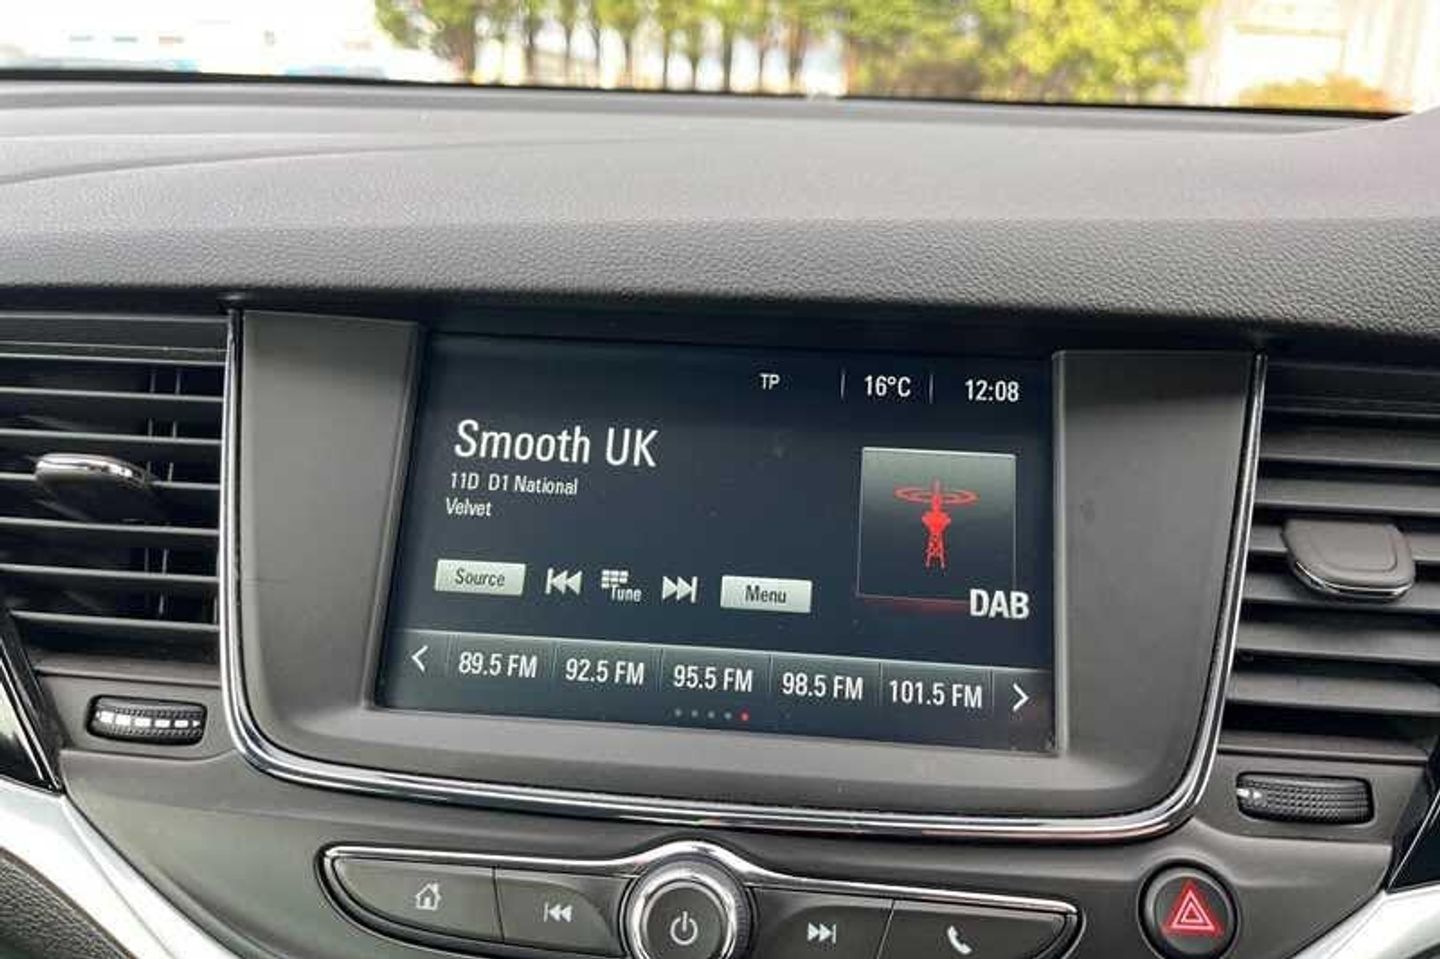 TP 16°C 12:08
Smooth UK
11D D1 National
Velvet
Source Tune Menu
DAB
89.5 FM 92.5 FM 95.5 FM 98.5 FM 101.5 FM